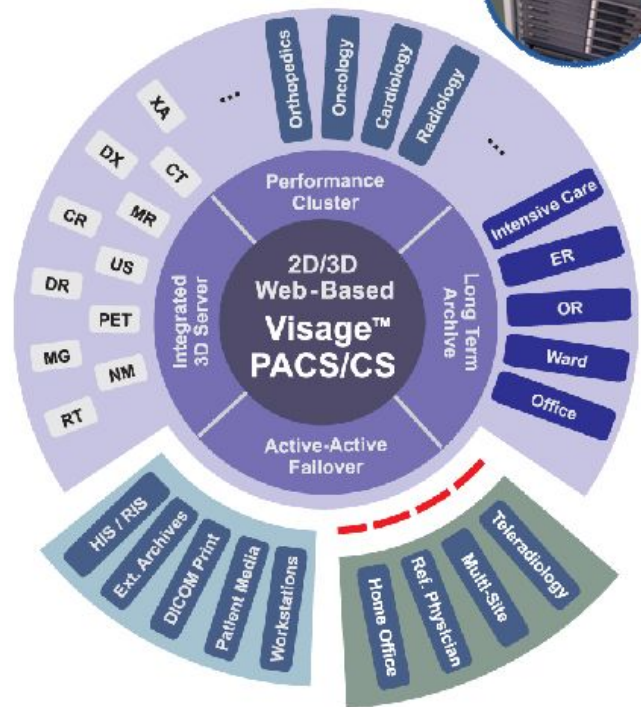 Orthopedics
Oncology
Cardiology
Radiology
...
...
XA
DX
CT
CR
MR
US
DR
PET
MG
NM
RT
Intensive Care
ER
OR
Ward
Office
Performance
Cluster
Integrated
3D Server
Long Term
Archive
Active-Active
Failover
2D/3D
Web-Based
Visage™
PACS/CS
HIS / RIS
Ext. Archives
DICOM Print
Patient Media
Workstations
Home Office
Ref. Physician
Multi-Site
Teleradiology